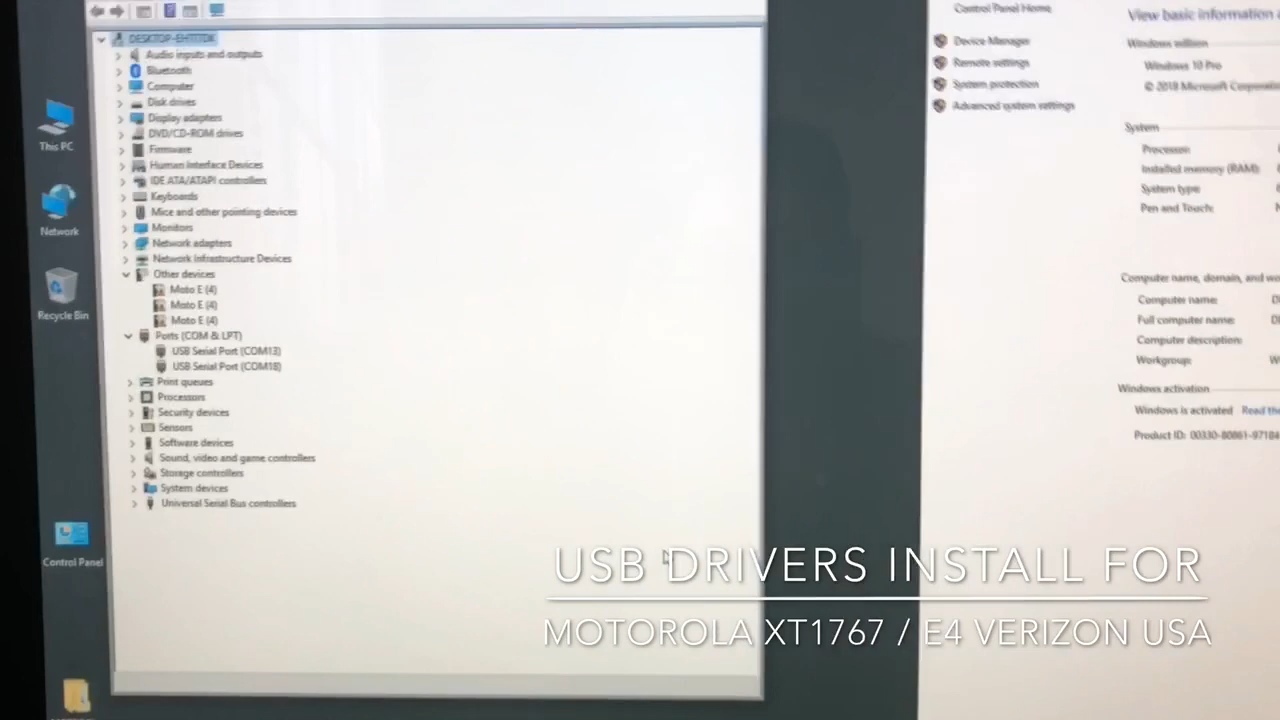 DESKTOP-EH1T1DK
Audio inputs and outputs
Bluetooth
Computer
Disk drives
Display adapters
DVD/CD-ROM drives
Firmware
Human Interface Devices
IDE ATA/ATAPI controllers
Keyboards
Mice and other pointing devices
Monitors
Network adapters
Network Infrastructure Devices
Other devices
Moto E (4)
Moto E (4)
Moto E (4)
Ports (COM & LPT)
USB Serial Port (COM13)
USB Serial Port (COM18)
Print queues
Processors
Security devices
Sensors
Software devices
Sound, video and game controllers
Storage controllers
System devices
Universal Serial Bus controllers
This PC
Network
Recycle Bin
Control Panel
Control Panel Home
Device Manager
Remote settings
System protection
Advanced system settings
View basic information
Windows edition
Windows 10 Pro
© 2018 Microsoft Corporatio
System
Processor:
Installed memory (RAM):
System type:
Pen and Touch:
Computer name, domain, and wo
Computer name:
Full computer name:
Computer description:
Workgroup:
Windows activation
Windows is activated Read the
Product ID: 00330-80861-97184
USB DRIVERS INSTALL FOR
MOTOROLA XT1767 / E4 VERIZON USA